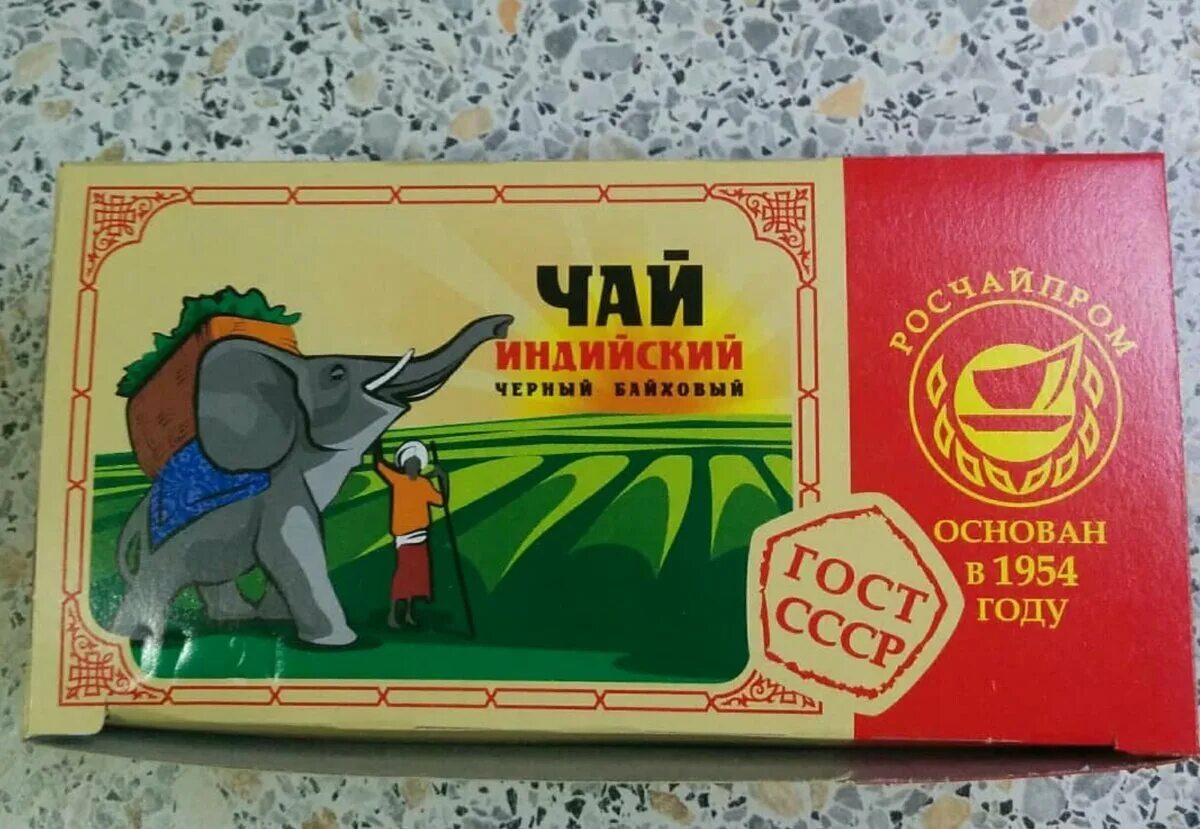 ЧАЙ
ИНДИЙСКИЙ
ЧЕРНЫЙ БАЙХОВЫЙ
РОСЧАЙПРОМ
ОСНОВАН
В 1954
ГОДУ
ГОСТ
СССР